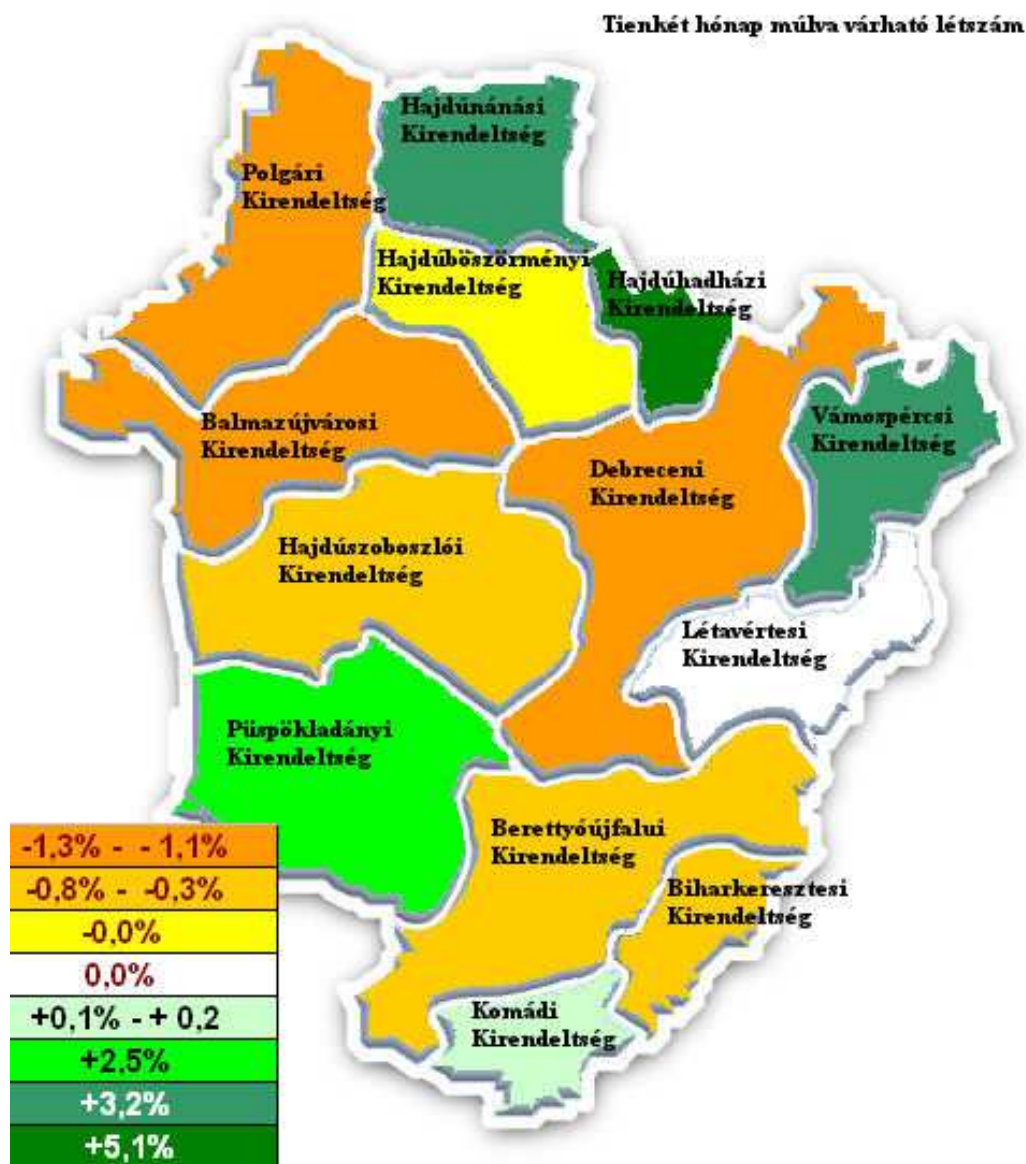 Tienkét hónap múlva várható létszám
Hajdúnánási
Kirendeltség
Polgári
Kirendeltség
Hajdúböszörményi
Kirendeltség
Hajdúhadházi
Kirendeltség
Balmazújvárosi
Kirendeltség
Vámospércsi
Kirendeltség
Debreceni
Kirendeltség
Hajdúszoboszlói
Kirendeltség
Létavértesi
Kirendeltség
Püspökladányi
Kirendeltség
Berettyóújfalui
Kirendeltség
Biharkeresztesi
Kirendeltség
Komádi
Kirendeltség
-1,3% - - 1,1%
-0,8% - -0,3%
-0,0%
0,0%
+0,1% - + 0,2
+2,5%
+3,2%
+5,1%